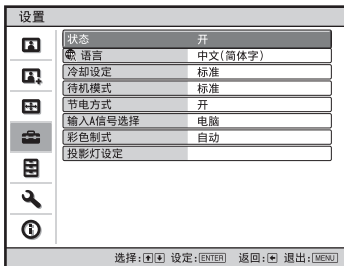 设置
状态 开
语言 中文(简体字)
冷却设定 标准
待机模式 标准
节电方式 开
输入A信号选择 电脑
彩色制式 自动
投影灯设定
选择:↑↓ 设定:ENTER 返回:← 退出:MENU